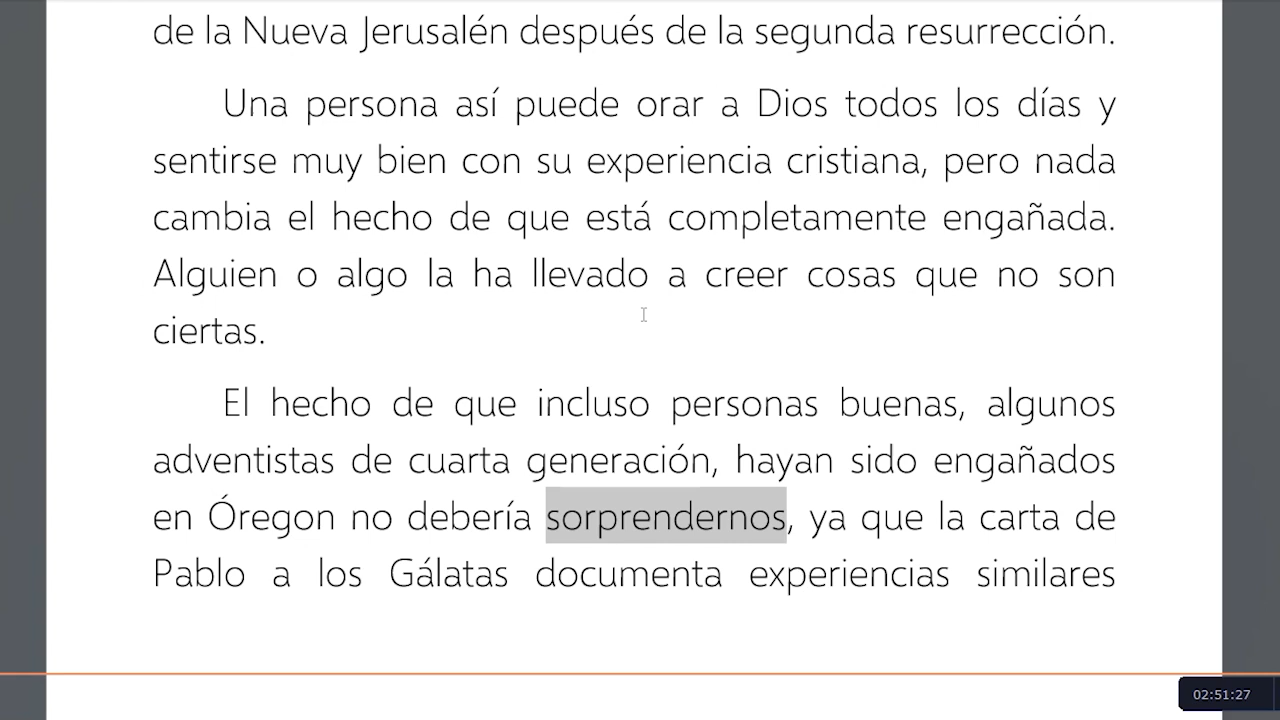 de la Nueva Jerusalén después de la segunda resurrección.
Una persona así puede orar a Dios todos los días y
sentirse muy bien con su experiencia cristiana, pero nada
cambia el hecho de que está completamente engañada.
Alguien o algo la ha llevado a creer cosas que no son
ciertas.
El hecho de que incluso personas buenas, algunos
adventistas de cuarta generación, hayan sido engañados
en Óregon no debería sorprendernos, ya que la carta de
Pablo a los Gálatas documenta experiencias similares
02:51:27